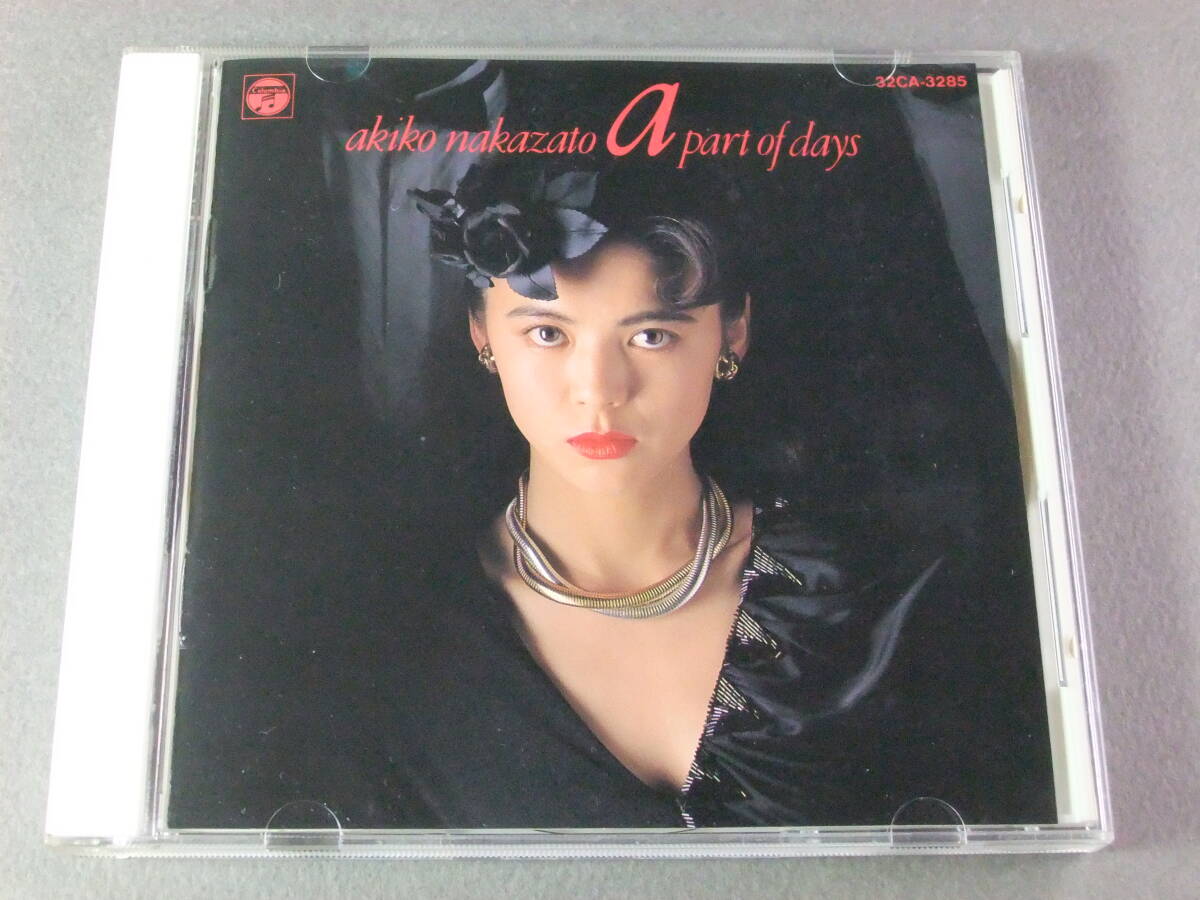 Columbia
32CA-3285
akiko nakazato a part of days